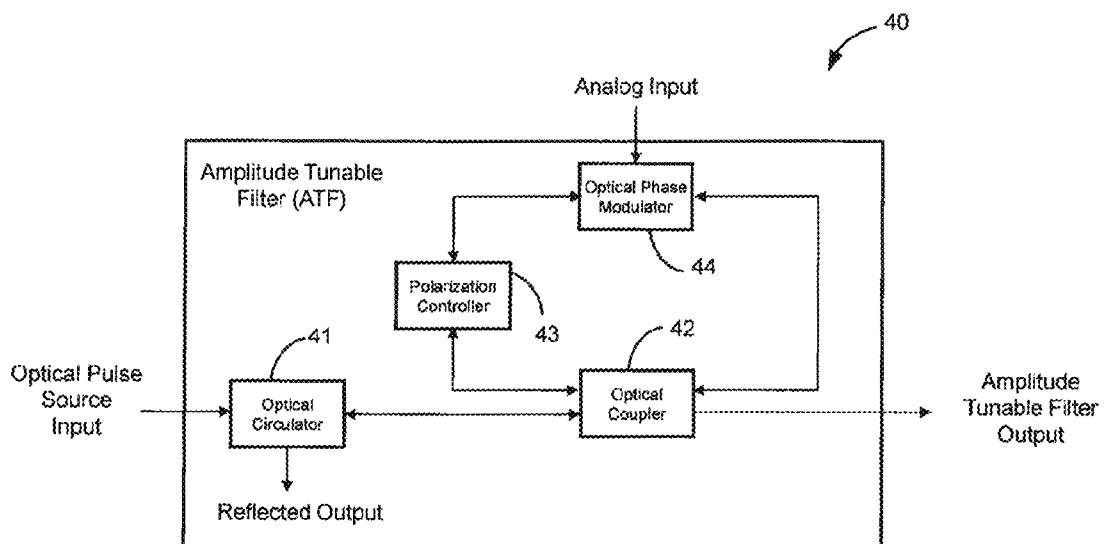 40
Analog Input
Amplitude Tunable
Filter (ATF)
Optical Phase
Modulator
44
Polarization
Controller
43
41
42
Optical Pulse
Source
Input
Optical
Circulator
Optical
Coupler
Amplitude
Tunable Filter
Output
Reflected Output